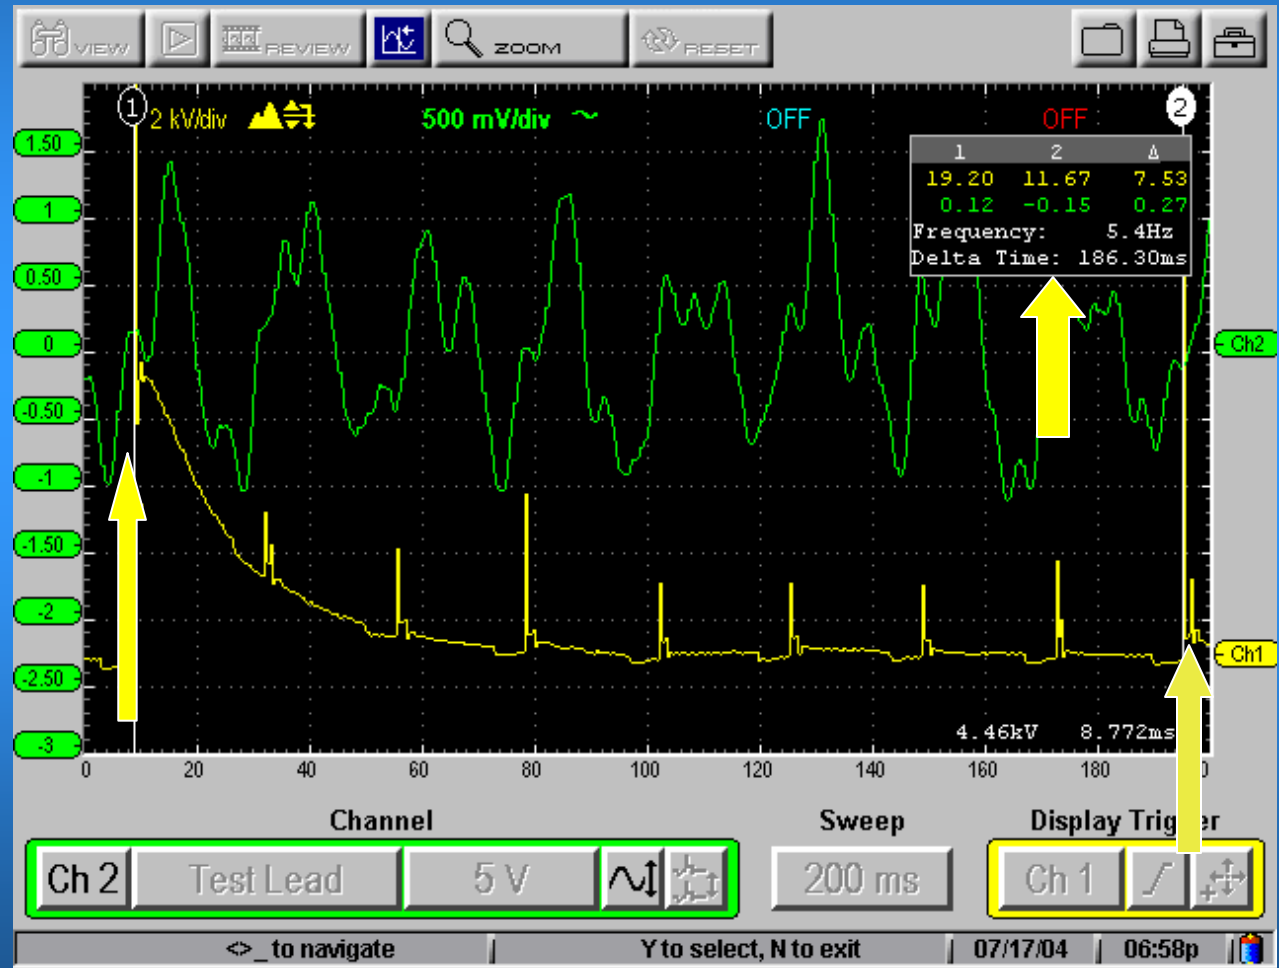 VIEW REVIEW ZOOM RESET
1 2 kV/div 500 mV/div ~ OFF OFF 2
1 2 Δ
19.20 11.67 7.53
0.12 -0.15 0.27
Frequency: 5.4Hz
Delta Time: 186.30ms
1.50
1
0.50
0
Ch2
-0.50
-1
-1.50
-2
Ch1
-2.50
4.46kV 8.772ms
-3
0 20 40 60 80 100 120 140 160 180
Channel Sweep Display Trigger
Ch 2 Test Lead 5 V 200 ms Ch 1
<>_ to navigate Y to select, N to exit 07/17/04 06:58p